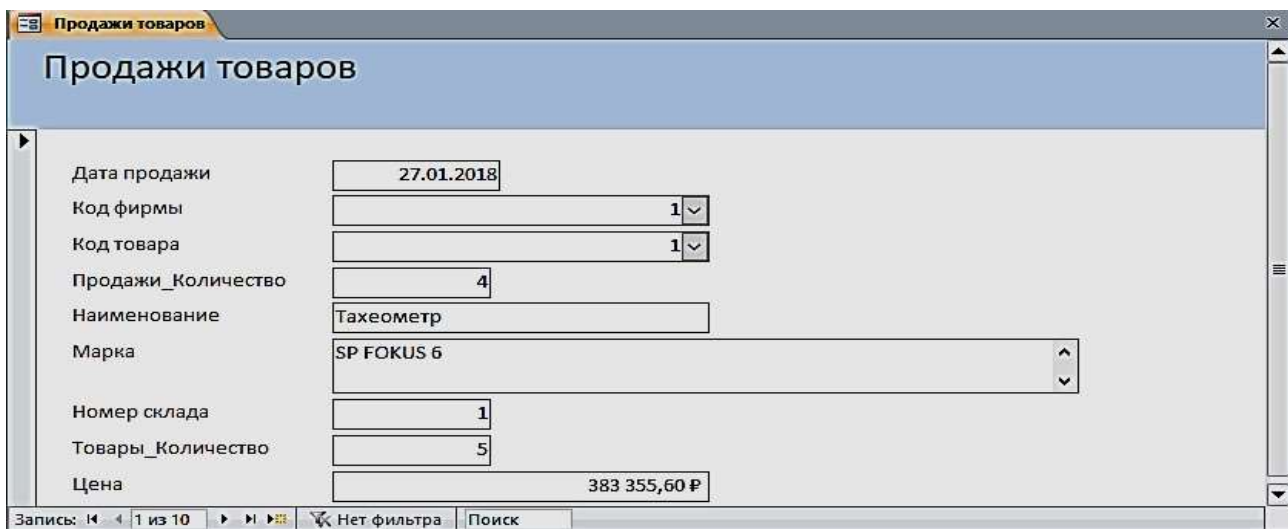 Продажи товаров
Продажи товаров
Дата продажи 27.01.2018
Код фирмы 1
Код товара 1
Продажи_Количество 4
Наименование Тахеометр
Марка SP FOKUS 6
Номер склада 1
Товары_Количество 5
Цена 383 355,60 ₽
Запись: 1 из 10 Нет фильтра Поиск